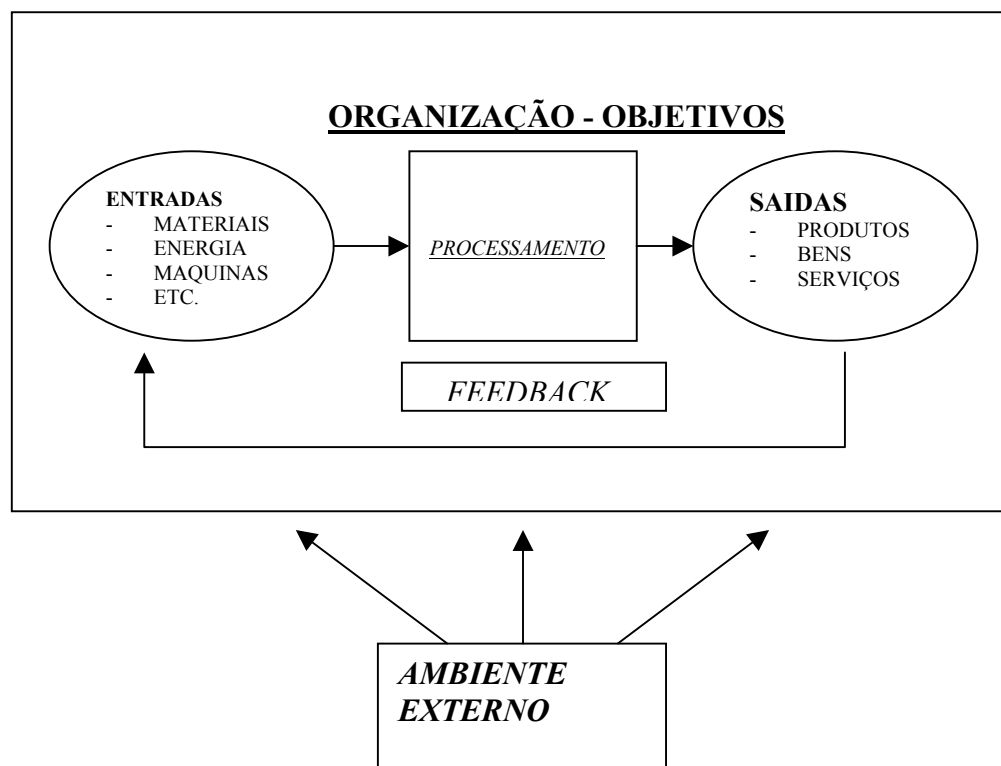 ORGANIZAÇÃO - OBJETIVOS
ENTRADAS
- MATERIAIS
- ENERGIA
- MAQUINAS
- ETC.
PROCESSAMENTO
SAIDAS
- PRODUTOS
- BENS
- SERVIÇOS
FEEDBACK
AMBIENTE
EXTERNO